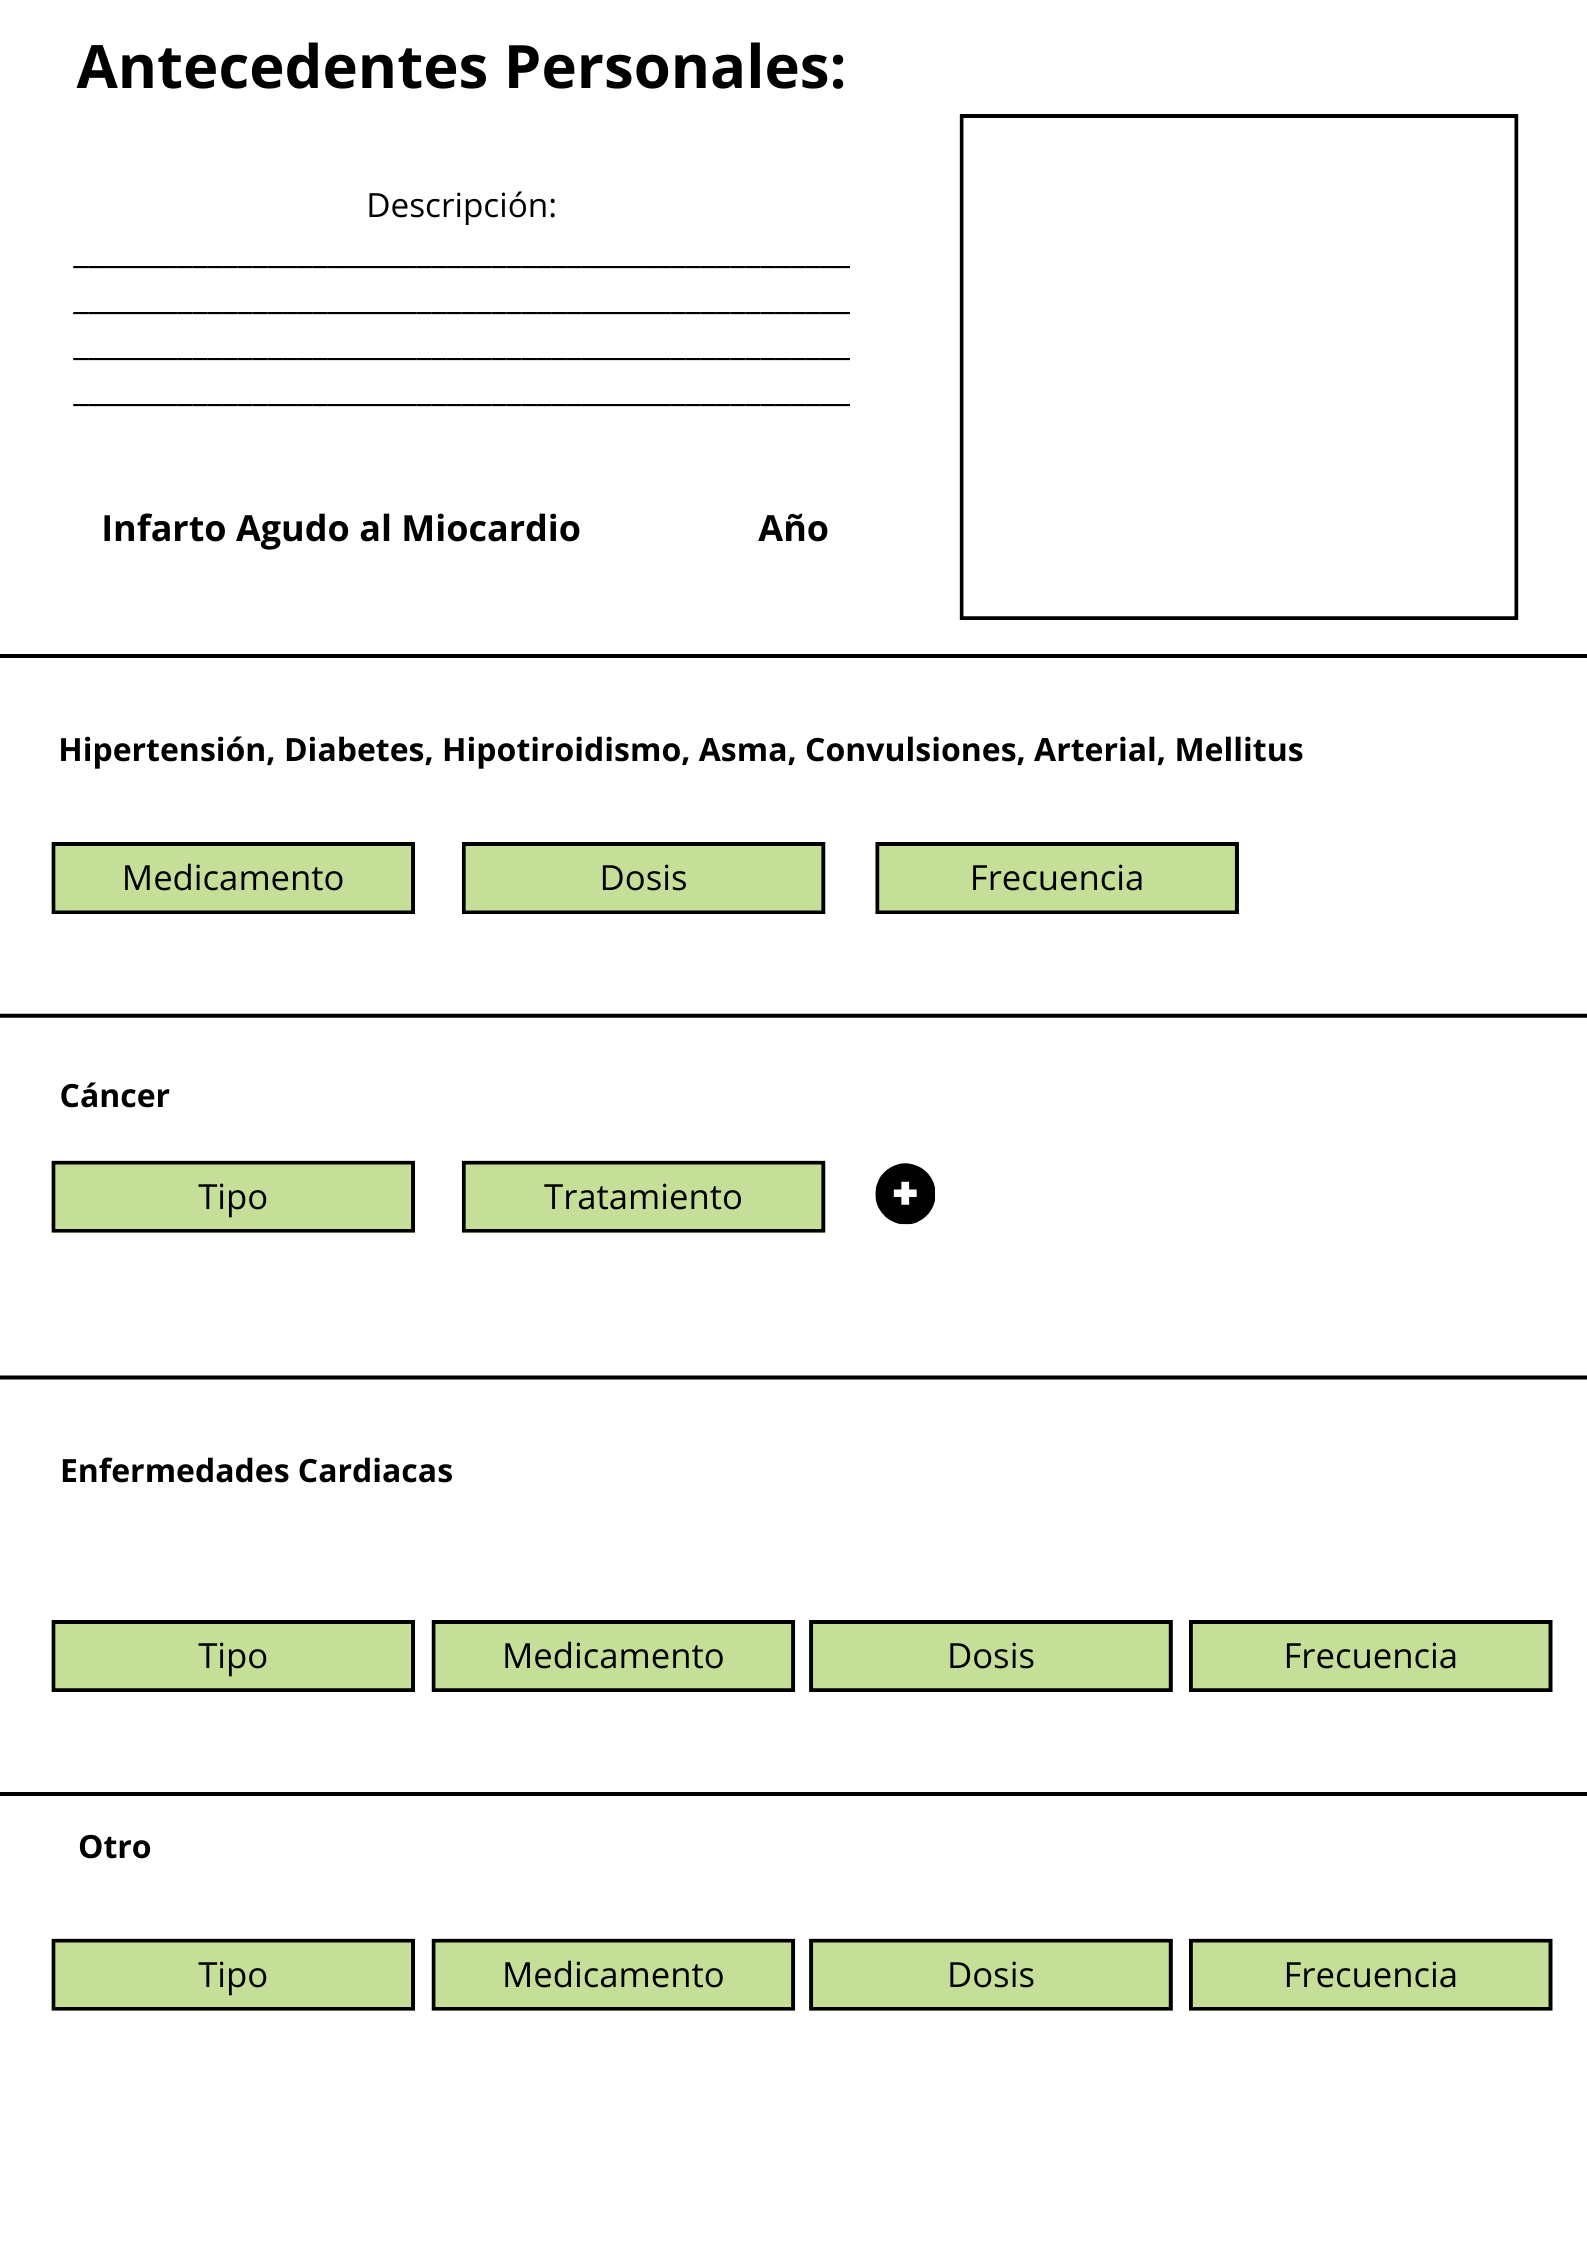 Antecedentes Personales:
Descripción:
Infarto Agudo al Miocardio Año
Hipertensión, Diabetes, Hipotiroidismo, Asma, Convulsiones, Arterial, Mellitus
Medicamento Dosis Frecuencia
Cáncer
Tipo Tratamiento
Enfermedades Cardiacas
Tipo Medicamento Dosis Frecuencia
Otro
Tipo Medicamento Dosis Frecuencia